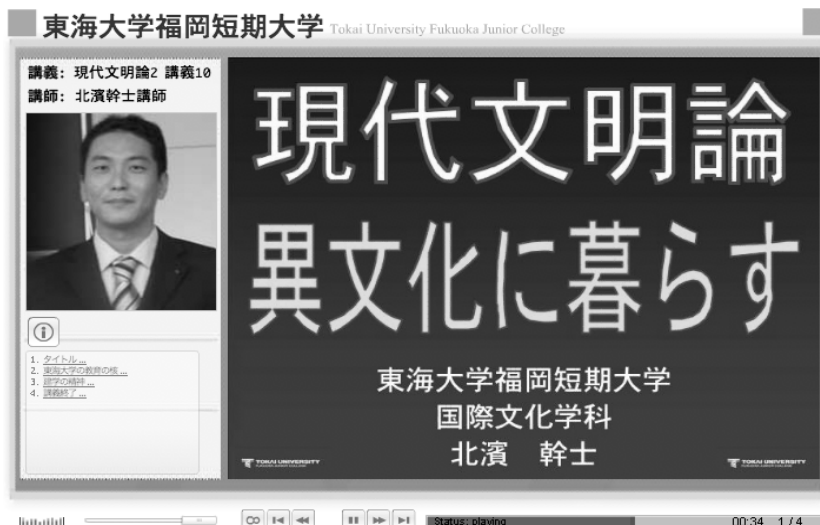 東海大学福岡短期大学 Tokai University Fukuoka Junior College
講義: 現代文明論2 講義10
講師: 北濱幹士講師
1. タイトル ...
2. 東海大学の教育の核 ...
3. 建学の精神 ...
4. 講義終了 ...
現代文明論
異文化に暮らす
東海大学福岡短期大学
国際文化学科
北濱 幹士
TOKAI UNIVERSITY
TOKAI UNIVERSITY
Status: playing
00:34 1 / 4